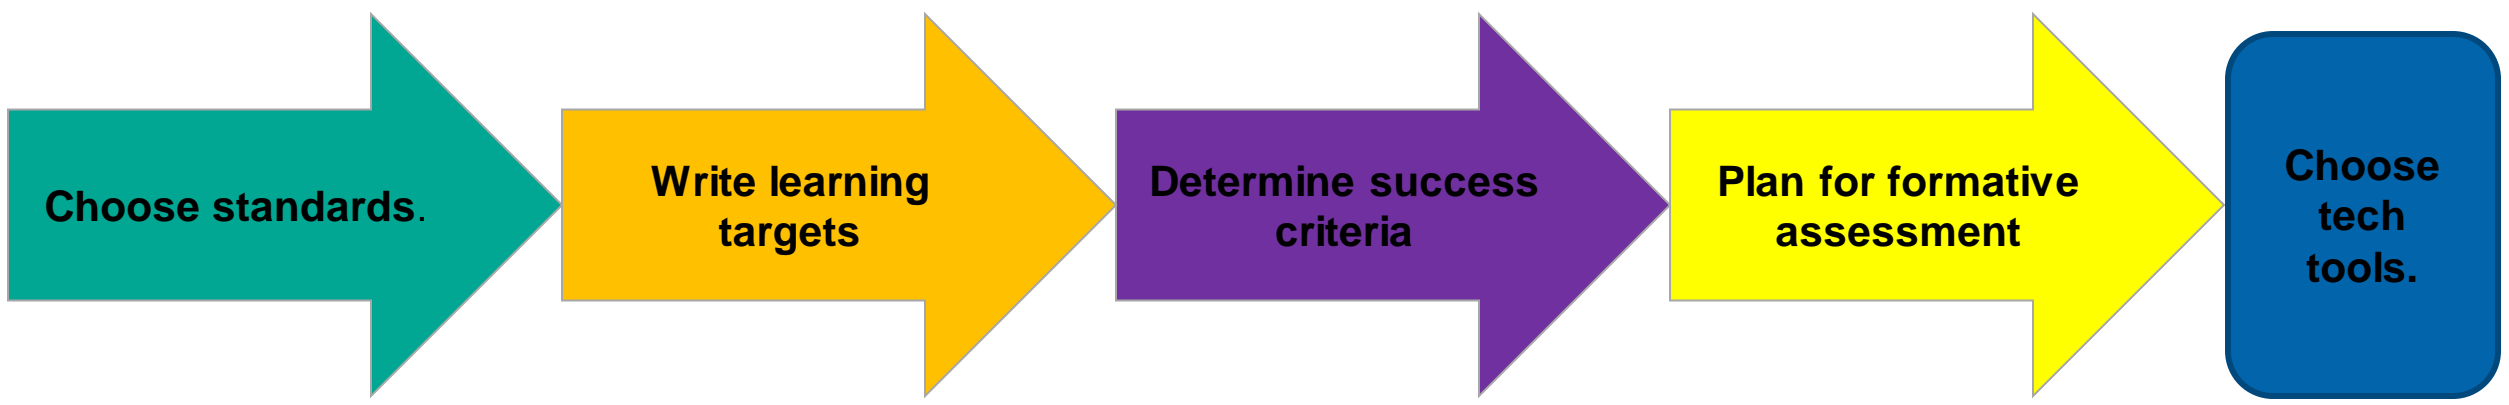 Choose standards.
Write learning
targets
Determine success
criteria
Plan for formative
assessment
Choose
tech
tools.